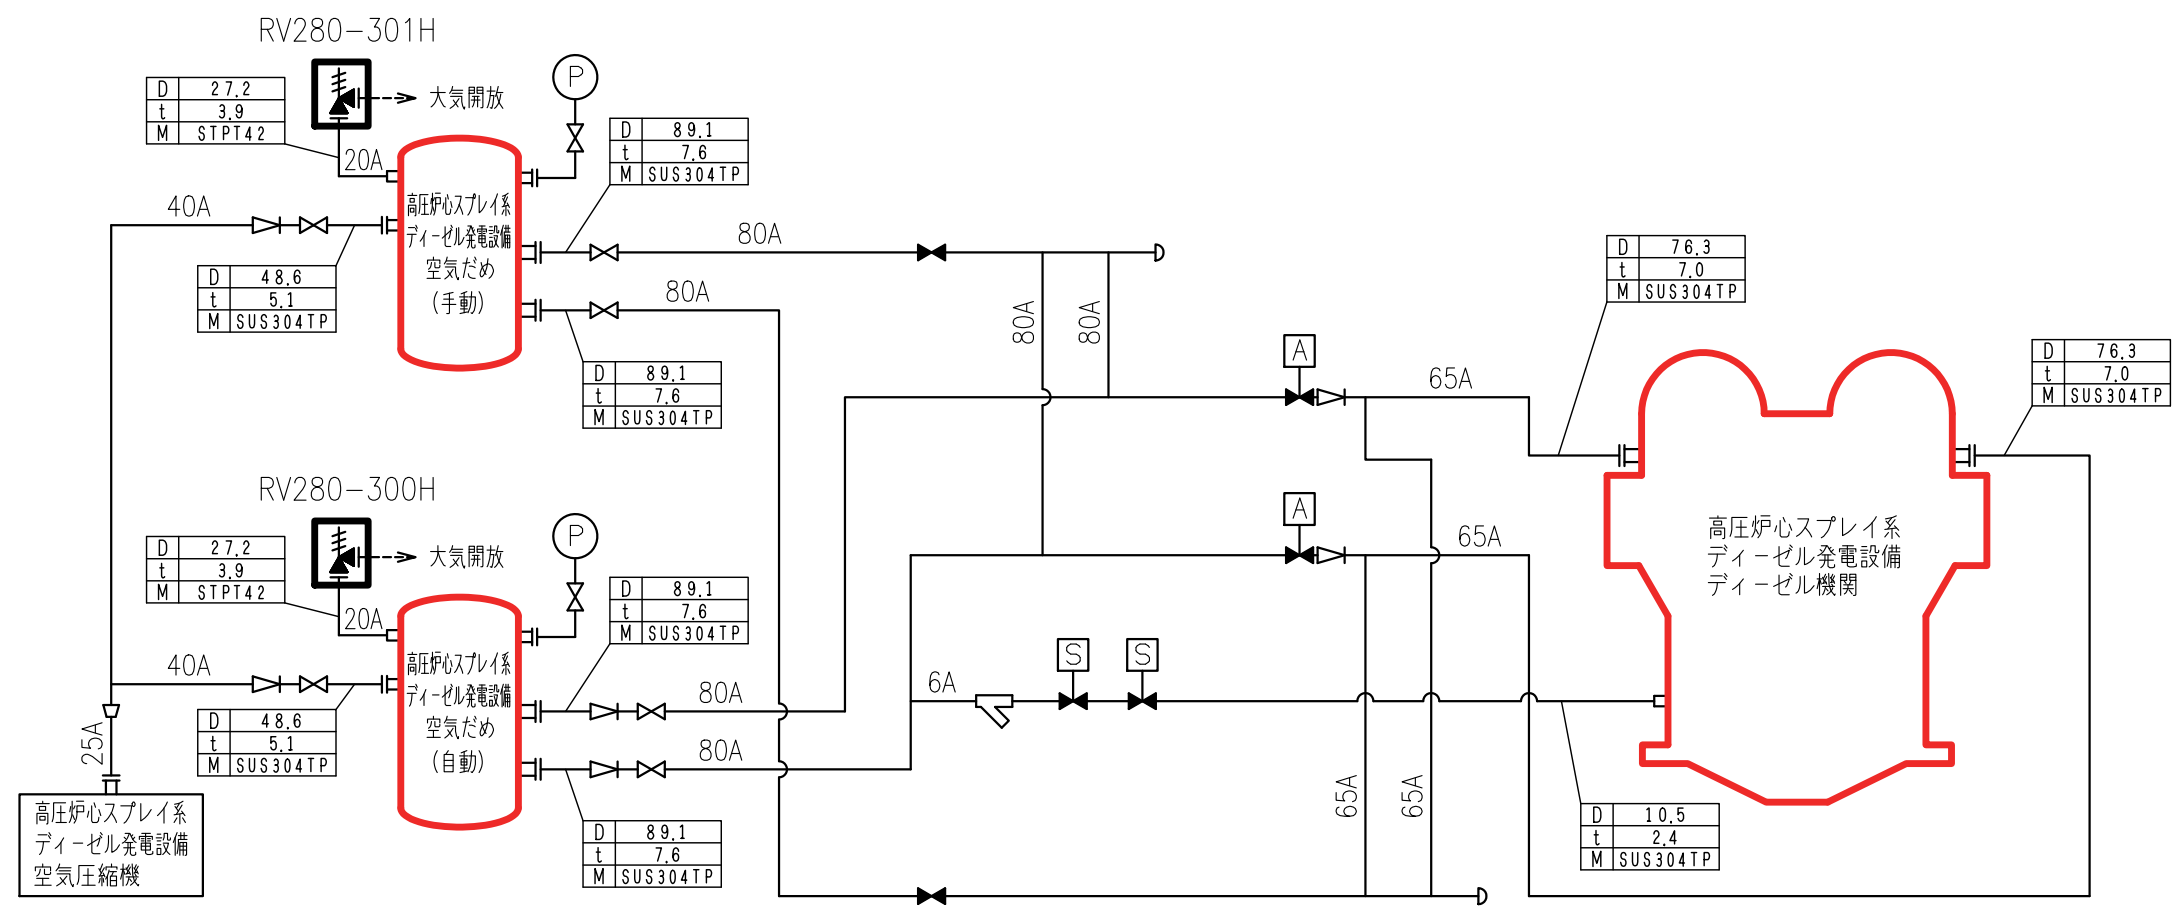 RV280-301H
大気開放
P
D 27.2
t 3.9
M STPT42
20A
D 89.1
t 7.6
M SUS304TP
40A
高圧炉心スプレイ系
ディーゼル発電設備
空気だめ
(手動)
80A
D 48.6
t 5.1
M SUS304TP
80A
D 89.1
t 7.6
M SUS304TP
80A
80A
A
65A
D 76.3
t 7.0
M SUS304TP
D 76.3
t 7.0
M SUS304TP
RV280-300H
大気開放
P
D 27.2
t 3.9
M STPT42
20A
D 89.1
t 7.6
M SUS304TP
40A
高圧炉心スプレイ系
ディーゼル発電設備
空気だめ
(自動)
80A
D 48.6
t 5.1
M SUS304TP
80A
D 89.1
t 7.6
M SUS304TP
A
65A
高圧炉心スプレイ系
ディーゼル発電設備
ディーゼル機関
6A
S
S
65A
65A
D 10.5
t 2.4
M SUS304TP
25A
高圧炉心スプレイ系
ディーゼル発電設備
空気圧縮機